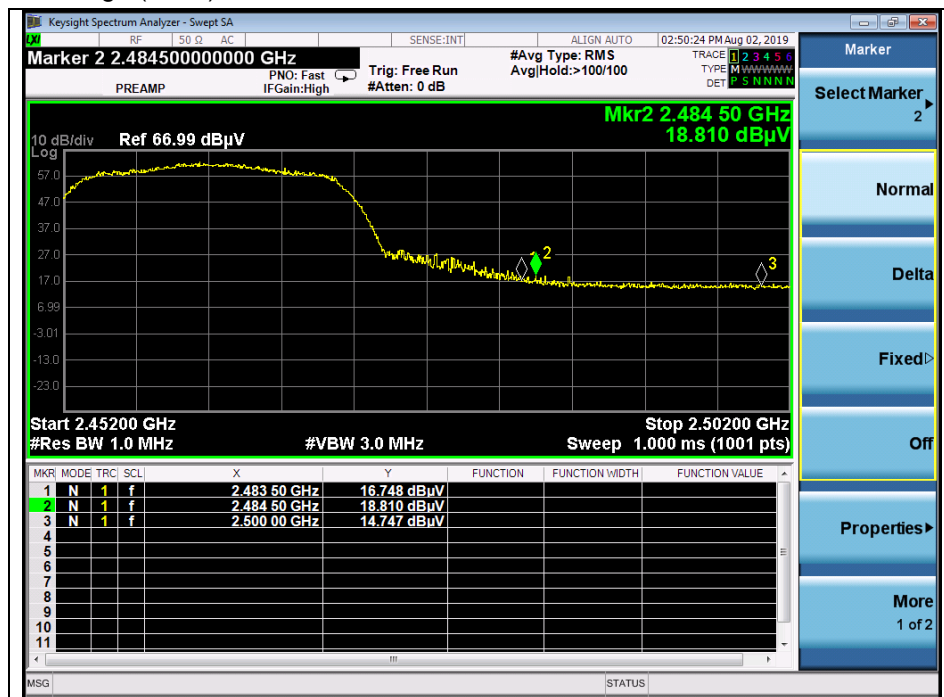 Keysight Spectrum Analyzer - Swept SA
LXI RF 50 Ω AC SENSE:INT ALIGN AUTO 02:50:24 PM Aug 02, 2019
Marker 2 2.484500000000 GHz
PREAMP
PNO: Fast
IFGain:High
Trig: Free Run
#Atten: 0 dB
#Avg Type: RMS
Avg|Hold:>100/100
TRACE 1 2 3 4 5 6
TYPE M WWWWW
DET P S N N N N
Mkr2 2.484 50 GHz
18.810 dBµV
10 dB/div Ref 66.99 dBµV
Log
57.0
47.0
37.0
27.0
17.0
6.99
-3.01
-13.0
-23.0
2
3
Start 2.45200 GHz Stop 2.50200 GHz
#Res BW 1.0 MHz #VBW 3.0 MHz Sweep 1.000 ms (1001 pts)
MKR MODE TRC SCL X Y FUNCTION FUNCTION WIDTH FUNCTION VALUE
1 N 1 f 2.483 50 GHz 16.748 dBµV
2 N 1 f 2.484 50 GHz 18.810 dBµV
3 N 1 f 2.500 00 GHz 14.747 dBµV
4
5
6
7
8
9
10
11
MSG STATUS
Marker
Select Marker
2
Normal
Delta
Fixed
Off
Properties
More
1 of 2